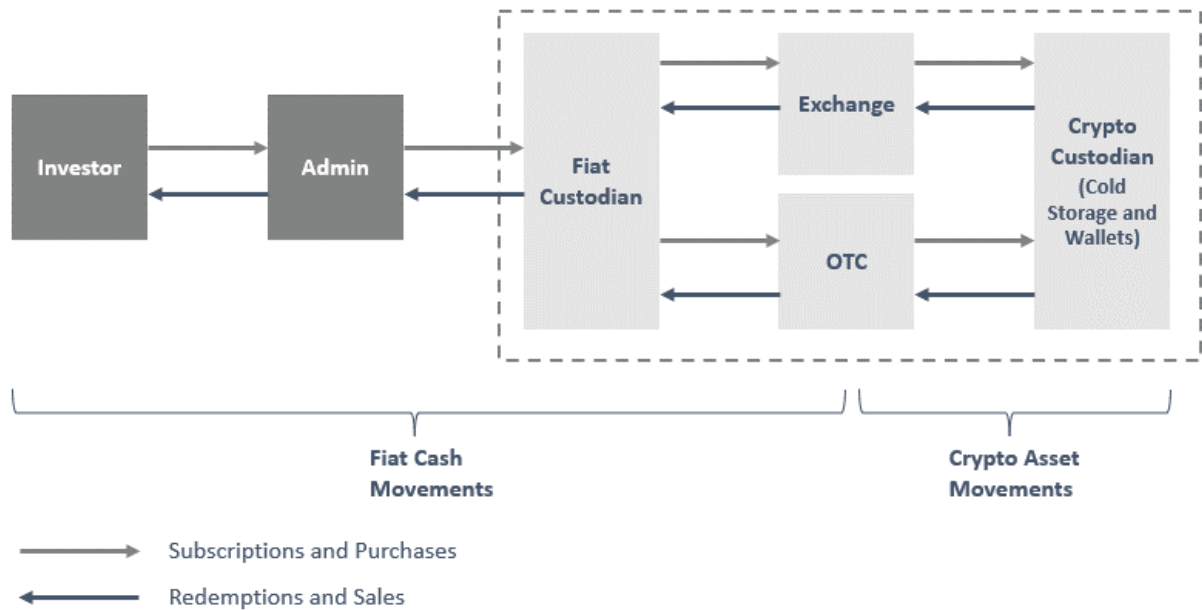 Investor
Admin
Fiat
Custodian
Exchange
OTC
Crypto
Custodian
(Cold
Storage and
Wallets)
Fiat Cash
Movements
Crypto Asset
Movements
Subscriptions and Purchases
Redemptions and Sales